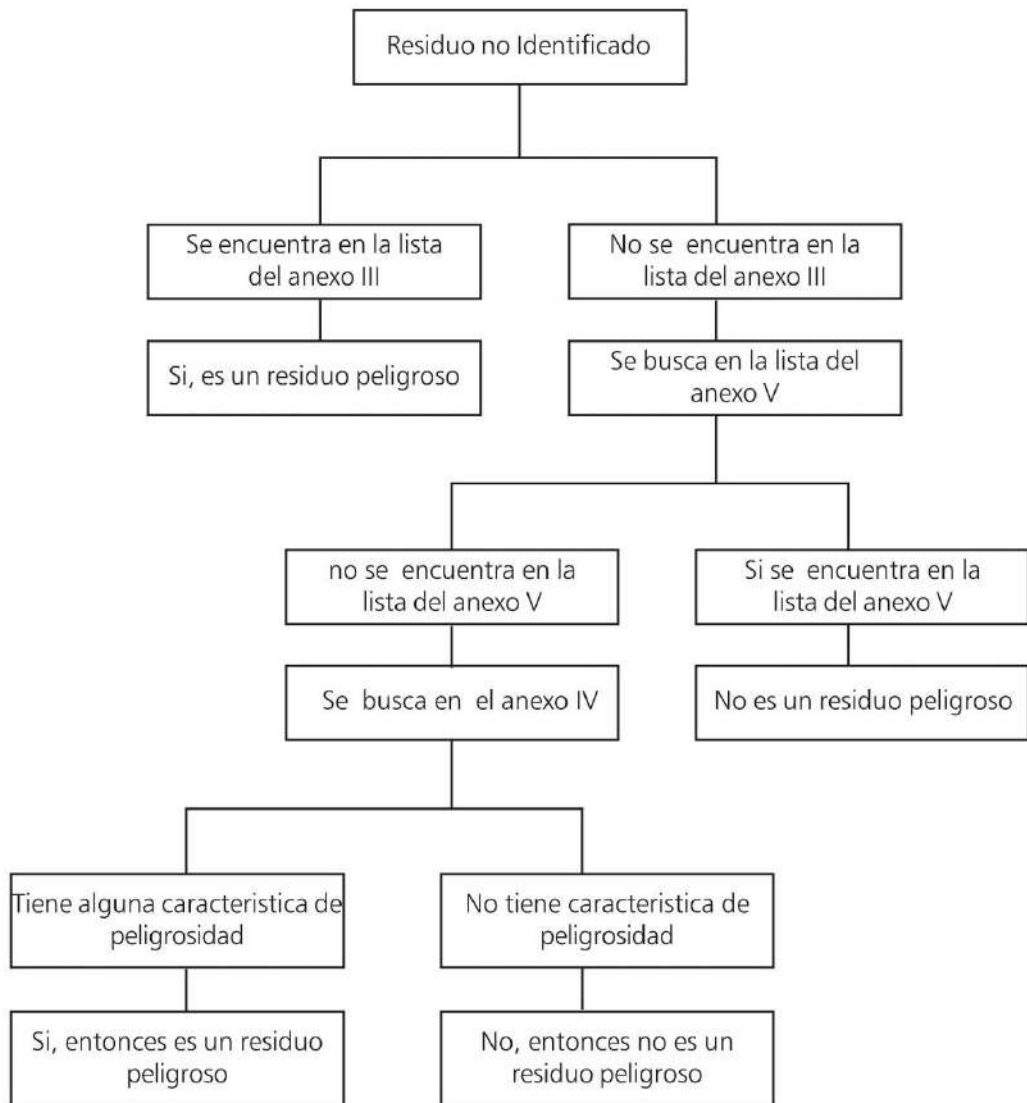 Residuo no Identificado
Se encuentra en la lista
del anexo III
No se encuentra en la
lista del anexo III
Si, es un residuo peligroso
Se busca en la lista del
anexo V
no se encuentra en la
lista del anexo V
Si se encuentra en la
lista del anexo V
Se busca en el anexo IV
No es un residuo peligroso
Tiene alguna caracteristica de
peligrosidad
No tiene caracteristica de
peligrosidad
Si, entonces es un residuo
peligroso
No, entonces no es un
residuo peligroso